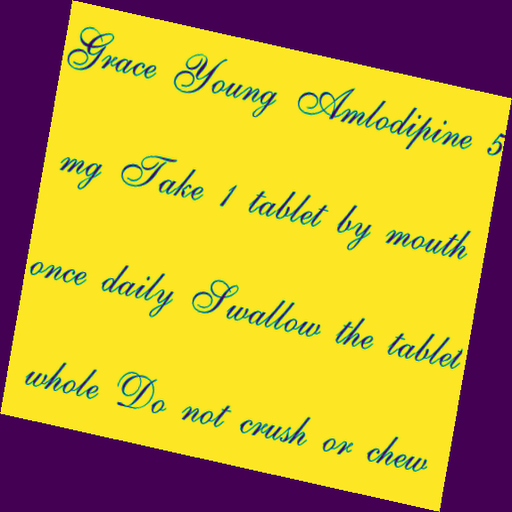 Grace Young Amlodipine 5
mg Take 1 tablet by mouth
once daily Swallow the tablet
whole Do not crush or chew